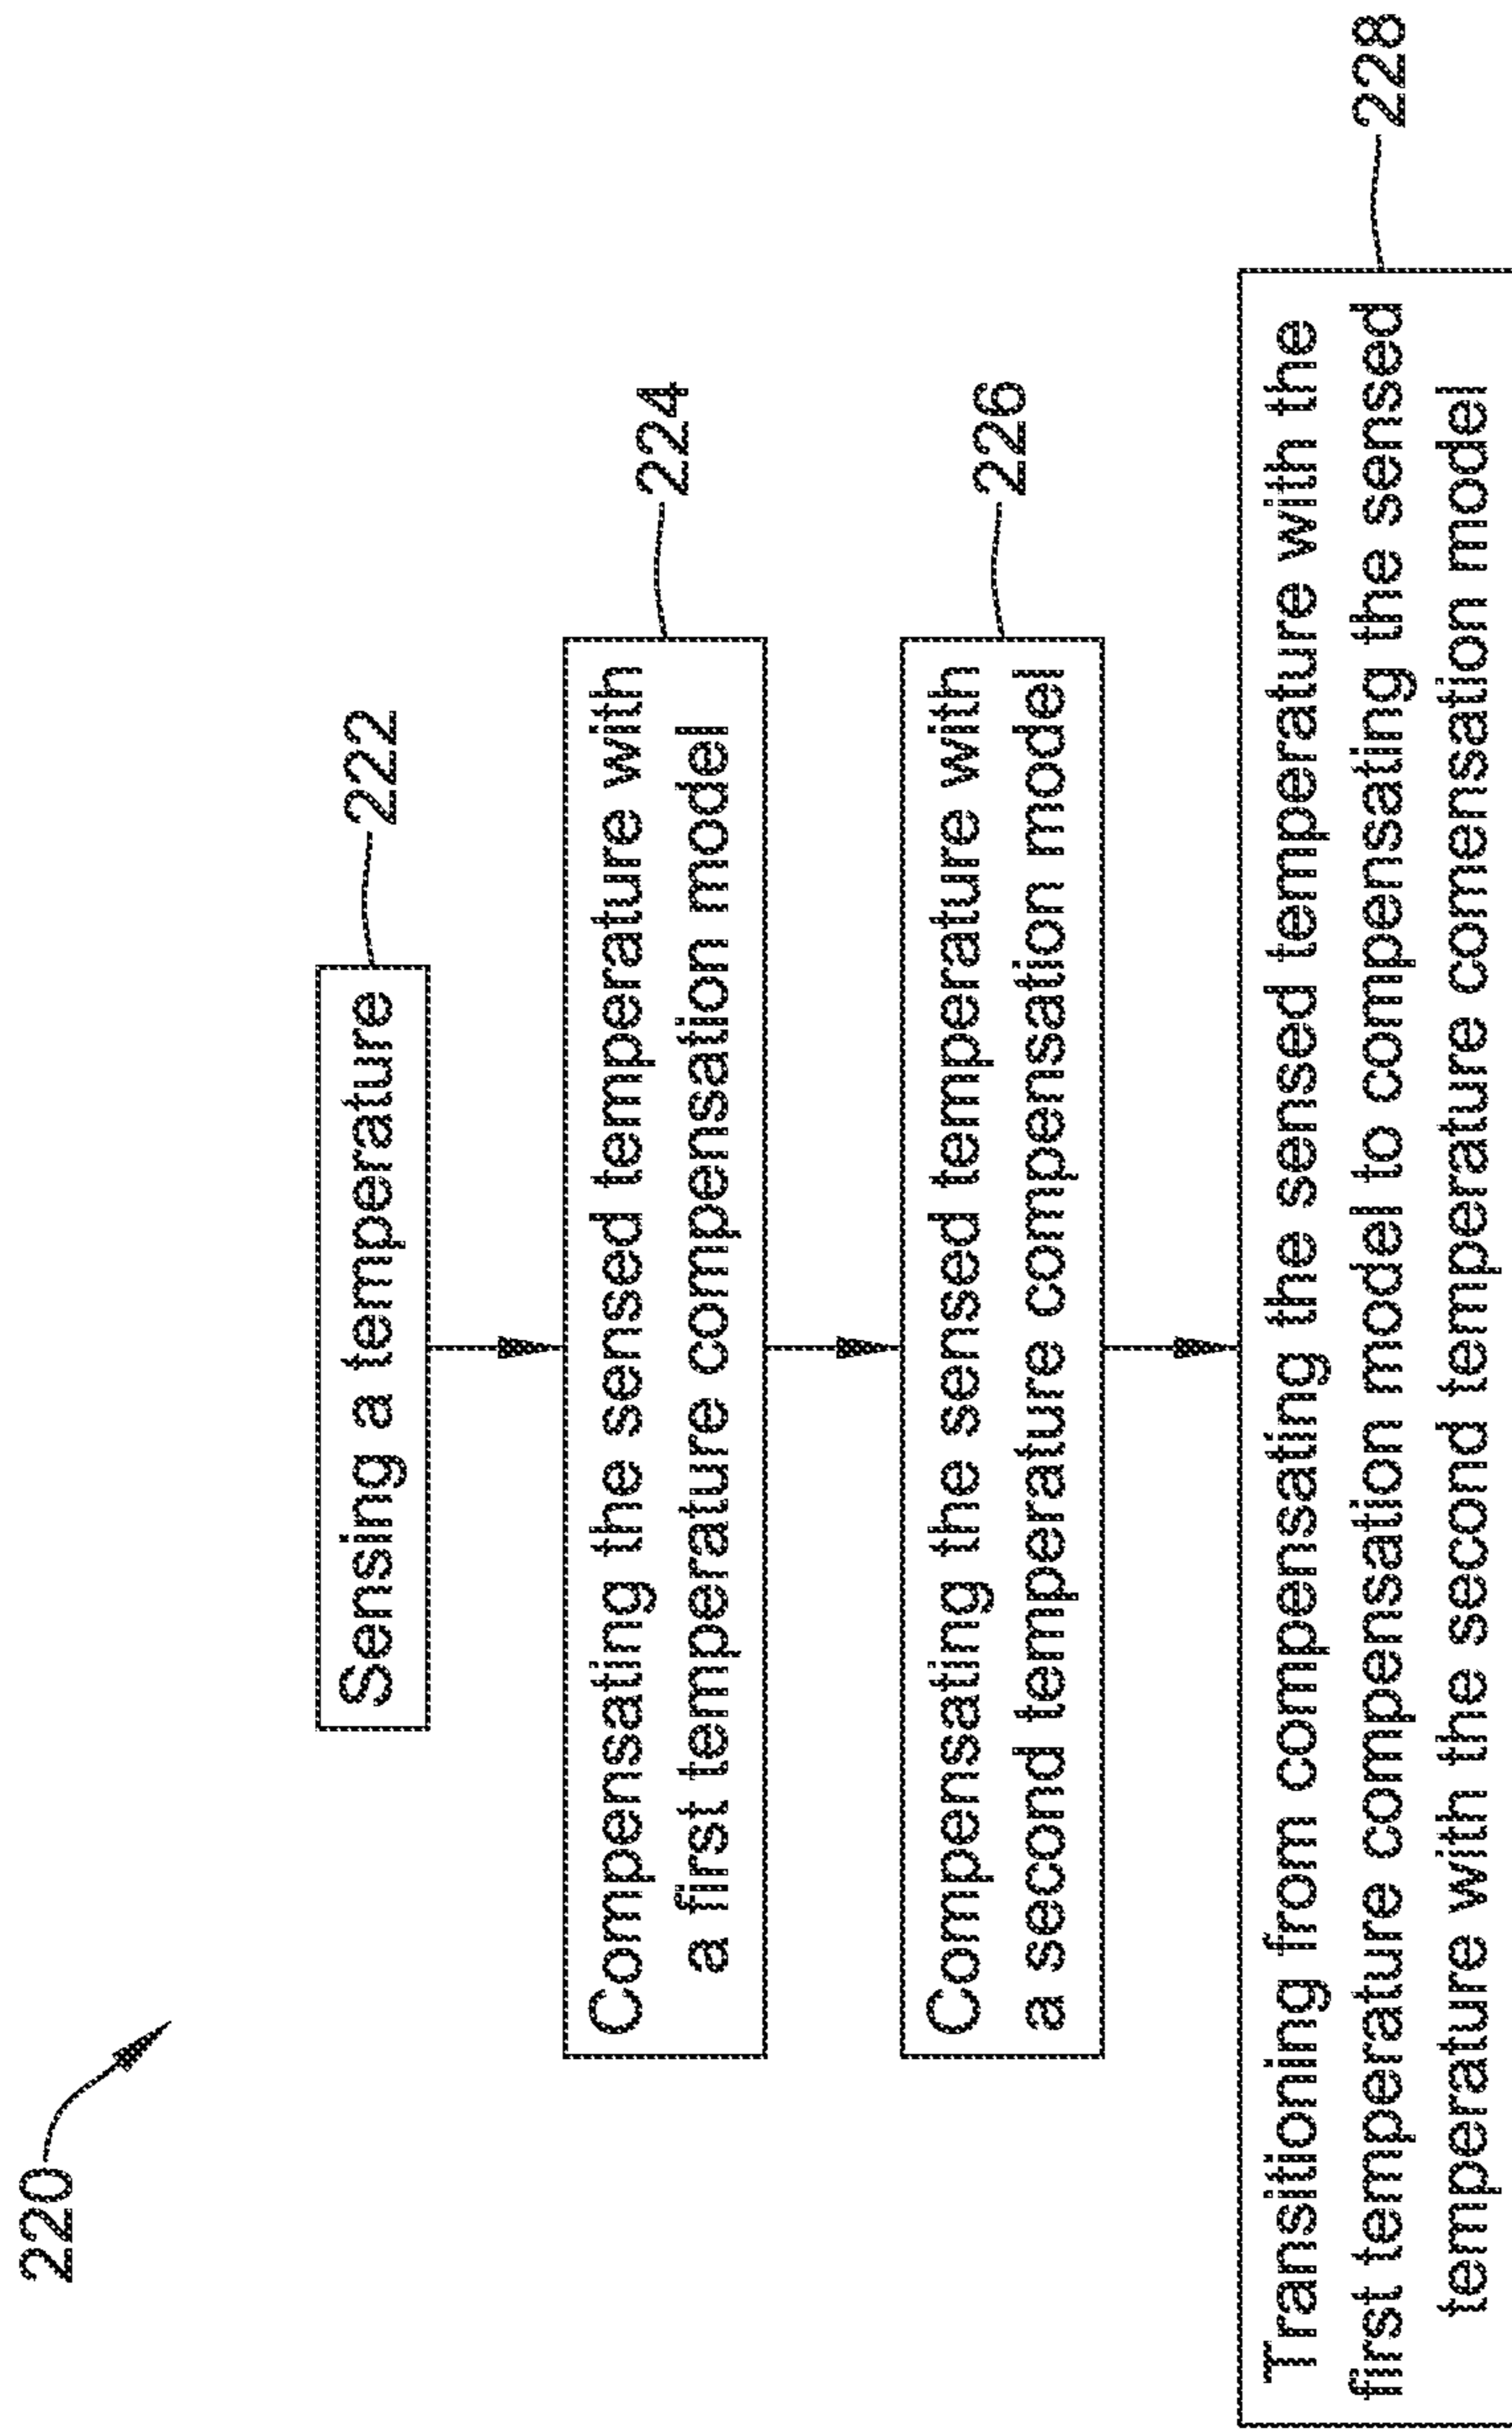 220
Sensing a temperature
222
Compensating the sensed temperature with
a first temperature compensation model
224
Compensating the sensed temperature with
a second temperature compensation model
226
Transitioning from compensating the sensed temperature with the
first temperature compensation model to compensating the sensed
temperature with the second temperature comensation model
228